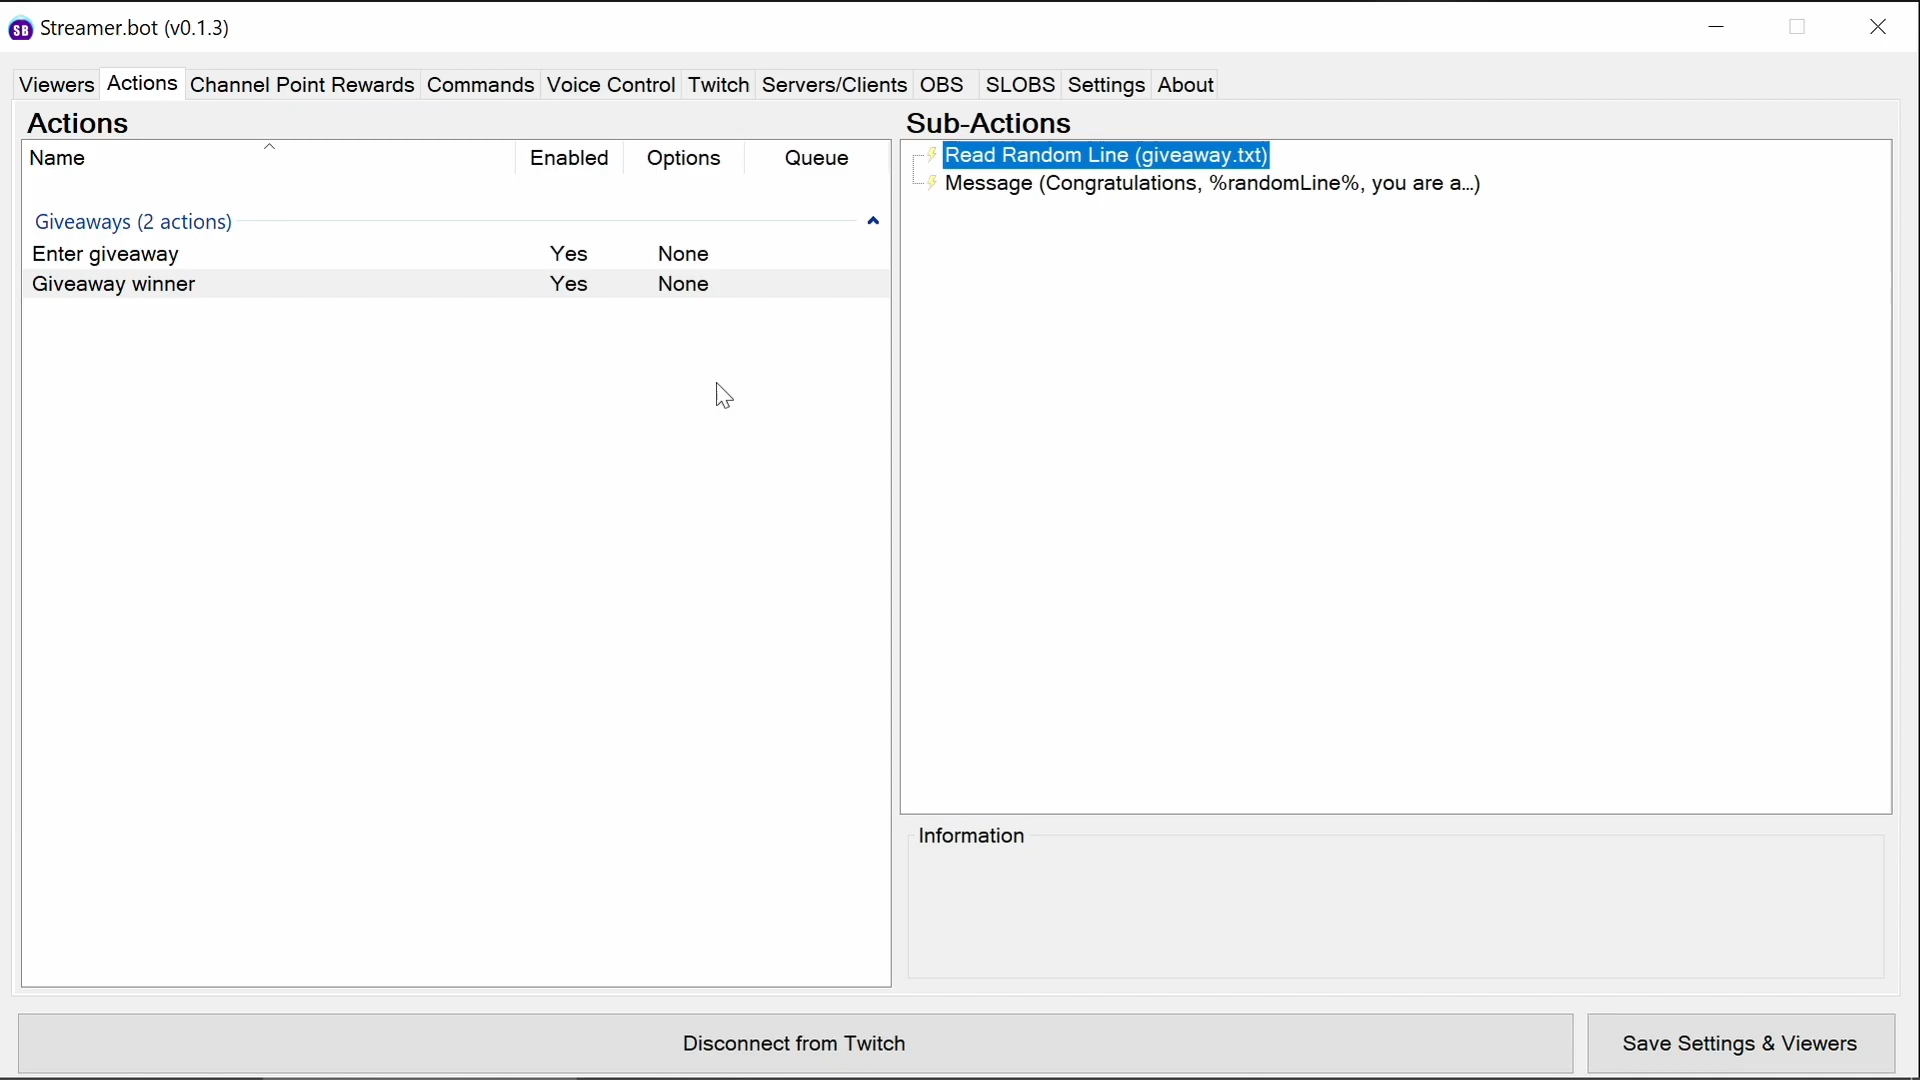 SB Streamer.bot (v0.1.3)
Viewers Actions Channel Point Rewards Commands Voice Control Twitch Servers/Clients OBS SLOBS Settings About
Actions
Name Enabled Options Queue
Giveaways (2 actions)
Enter giveaway Yes None
Giveaway winner Yes None
Sub-Actions
Read Random Line (giveaway.txt)
Message (Congratulations, %randomLine%, you are a...)
Information
Disconnect from Twitch
Save Settings & Viewers